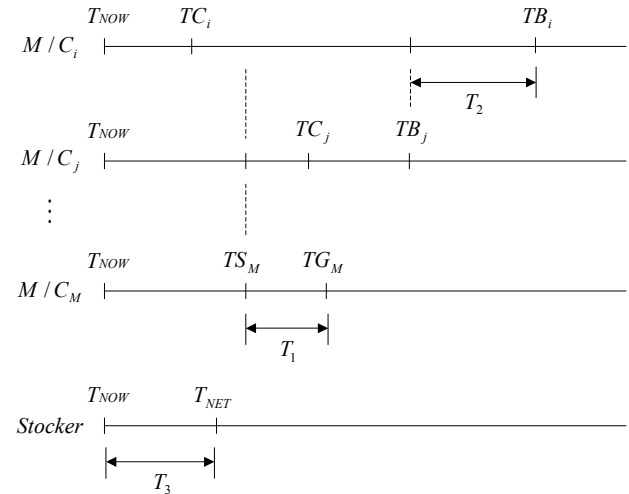 T_NOW TC_i TB_i
M / C_i
T_2
T_NOW TC_j TB_j
M / C_j
⋮
T_NOW TS_M TG_M
M / C_M
T_1
T_NOW T_NET
Stocker
T_3